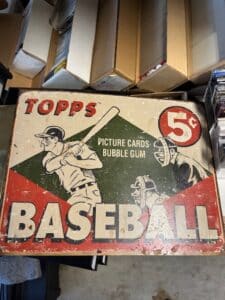 TOPPS
5¢
PICTURE CARDS
BUBBLE GUM
BASEBALL